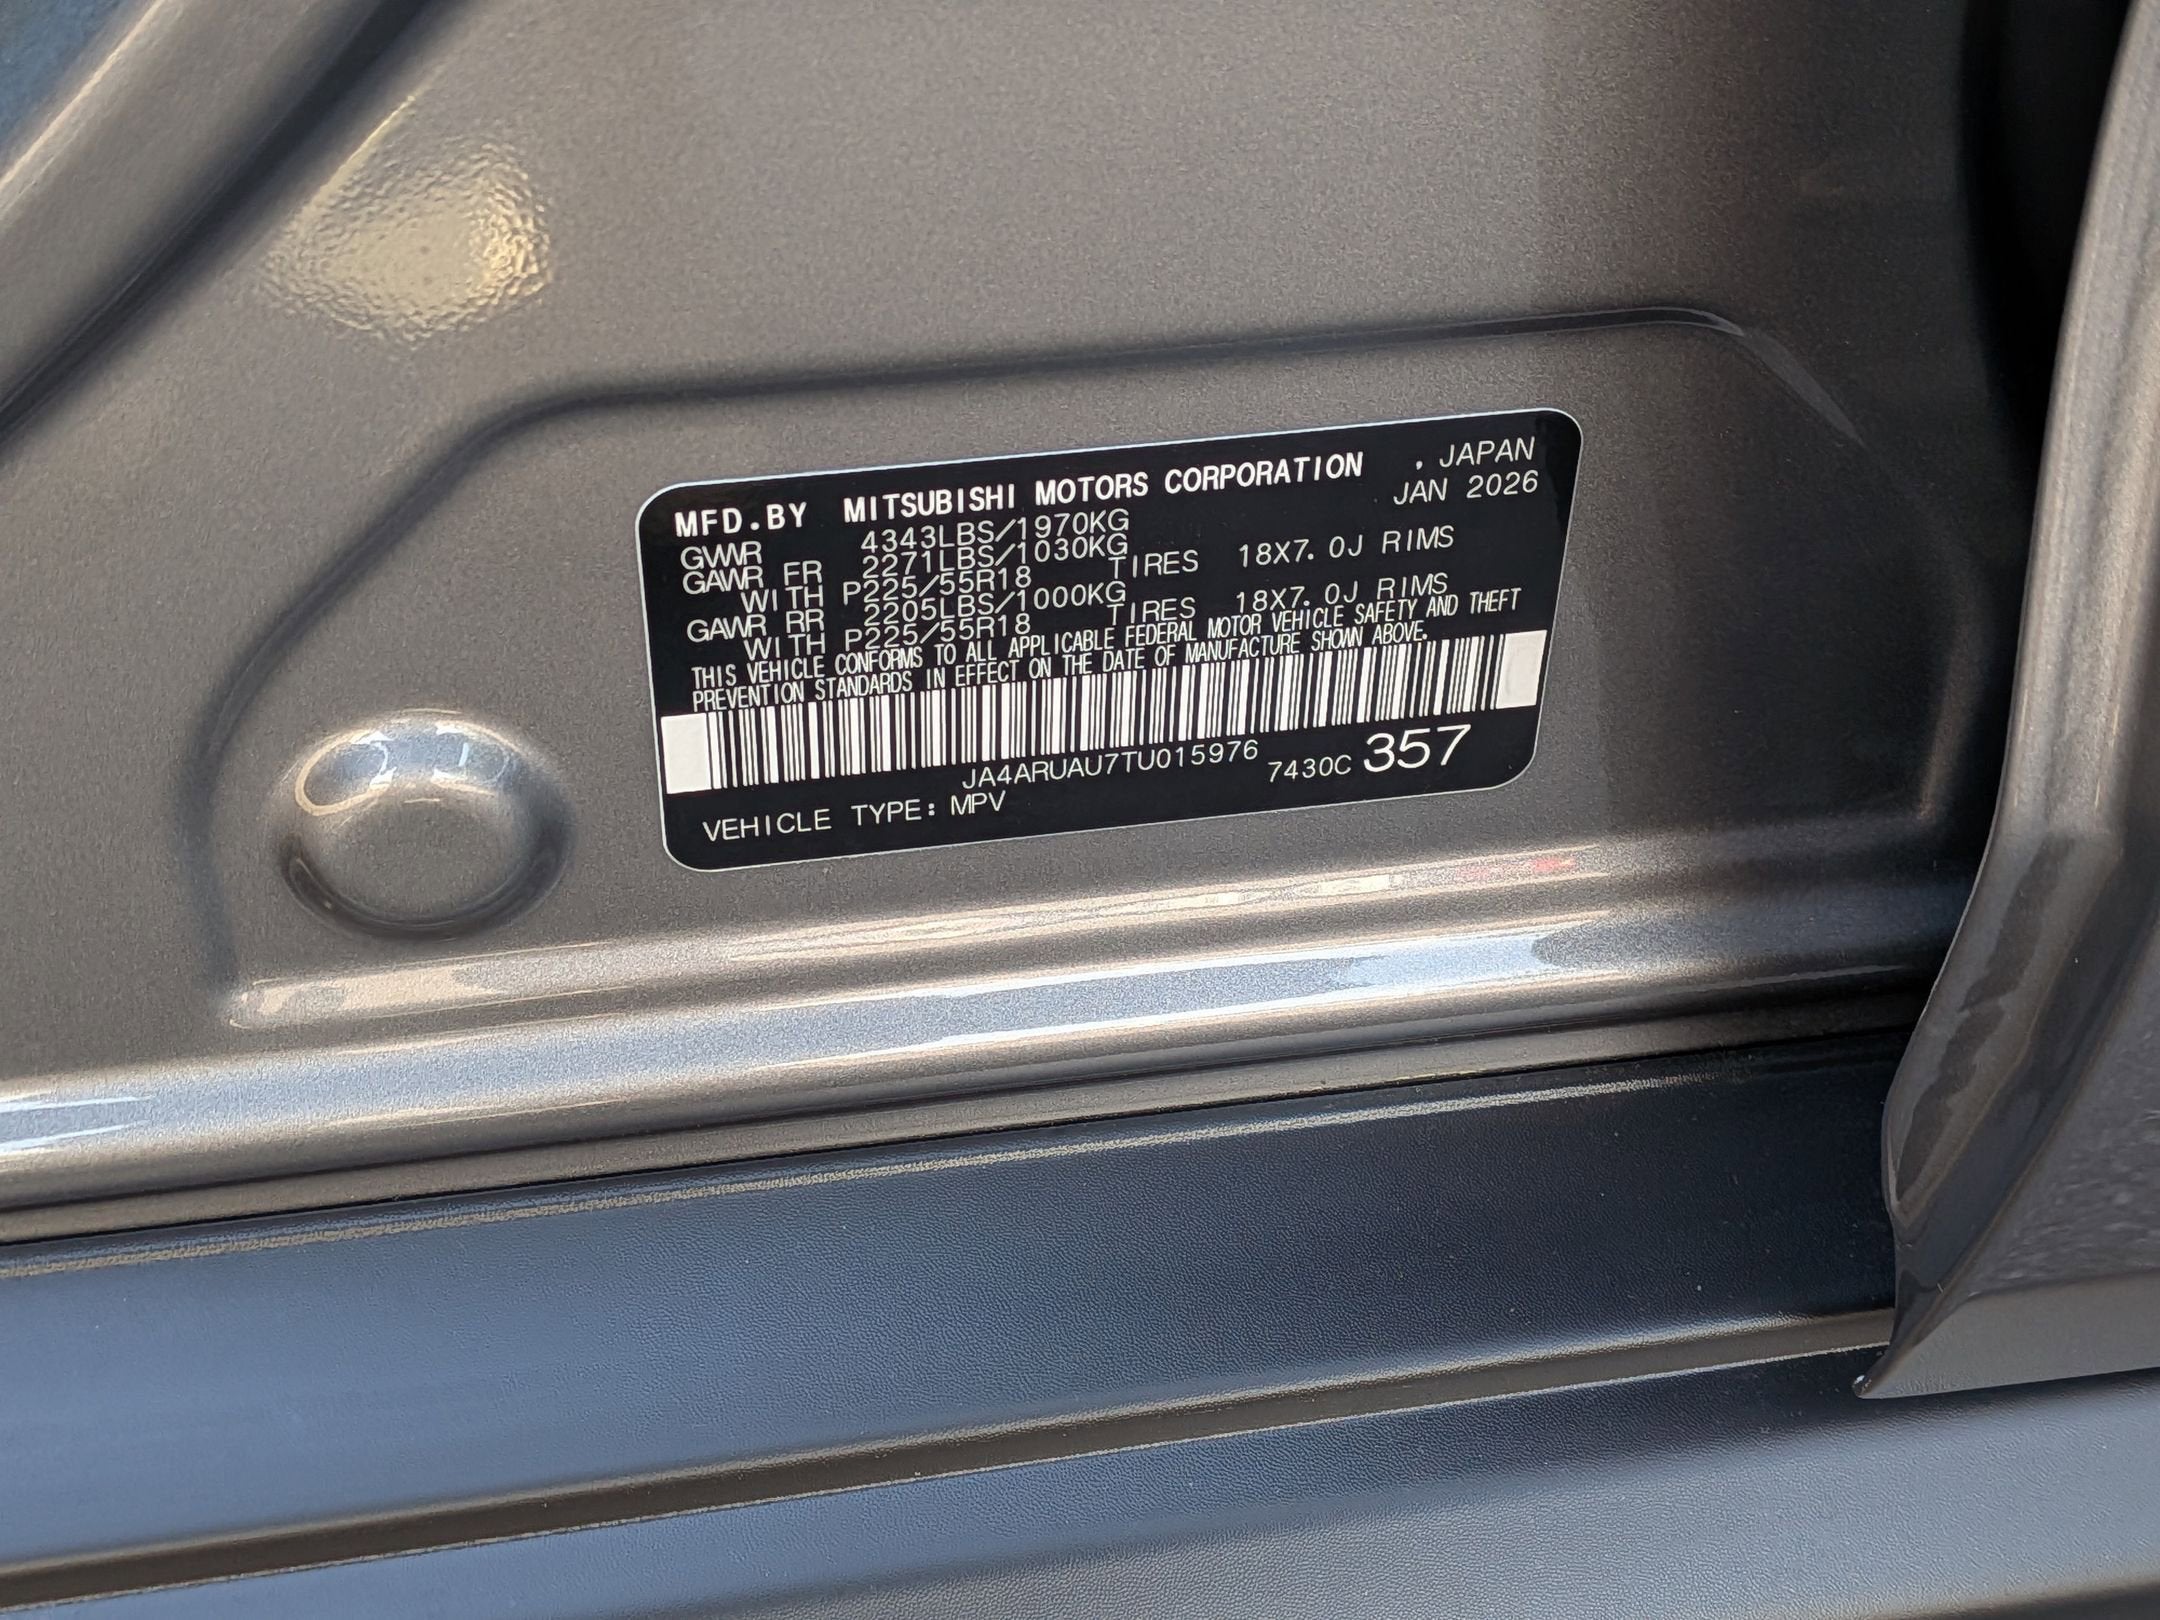 MFD.BY MITSUBISHI MOTORS CORPORATION , JAPAN
JAN 2026
GVWR 4343LBS/1970KG
GAWR FR 2271LBS/1030KG
WITH P225/55R18 TIRES 18X7.0J RIMS
GAWR RR 2205LBS/1000KG
WITH P225/55R18 TIRES 18X7.0J RIMS
THIS VEHICLE CONFORMS TO ALL APPLICABLE FEDERAL MOTOR VEHICLE SAFETY AND THEFT
PREVENTION STANDARDS IN EFFECT ON THE DATE OF MANUFACTURE SHOWN ABOVE.
JA4ARUAU7TU015976 7430C 357
VEHICLE TYPE: MPV